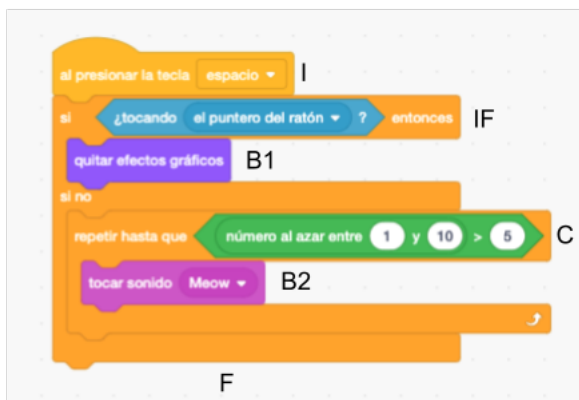 al presionar la tecla espacio I
si ¿tocando el puntero del ratón ? entonces IF
quitar efectos gráficos B1
si no
repetir hasta que número al azar entre 1 y 10 > 5 C
tocar sonido Meow B2
F